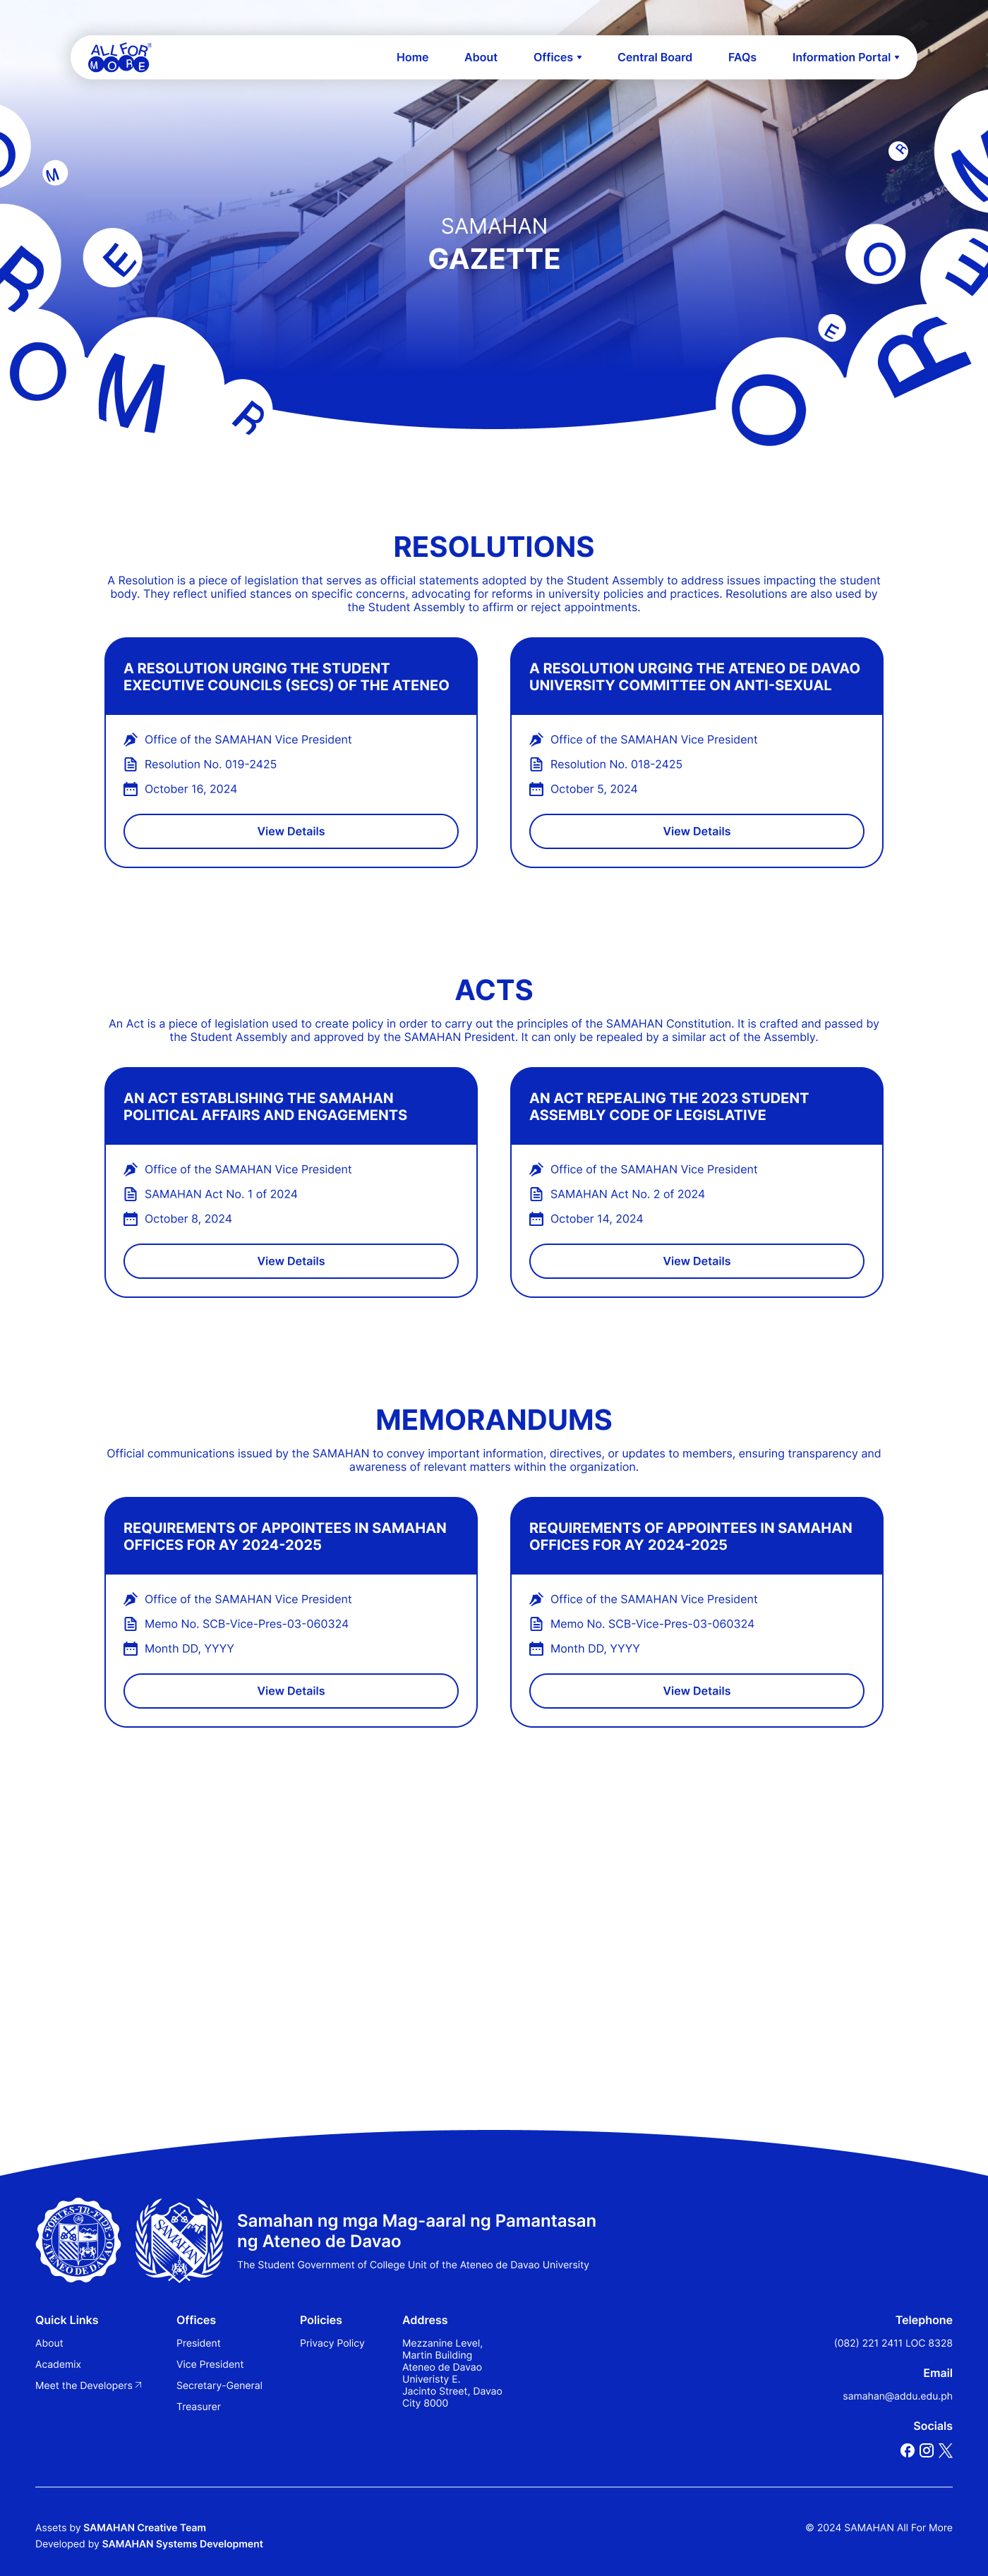 ALL FOR
MORE
Home
About
Offices
Central Board
FAQs
Information Portal
O
M
R
E
O
M
R
R
M
O
E
E
R
O
SAMAHAN
GAZETTE
RESOLUTIONS
A Resolution is a piece of legislation that serves as official statements adopted by the Student Assembly to address issues impacting the student
body. They reflect unified stances on specific concerns, advocating for reforms in university policies and practices. Resolutions are also used by
the Student Assembly to affirm or reject appointments.
A RESOLUTION URGING THE STUDENT
EXECUTIVE COUNCILS (SECS) OF THE ATENEO
Office of the SAMAHAN Vice President
Resolution No. 019-2425
October 16, 2024
View Details
A RESOLUTION URGING THE ATENEO DE DAVAO
UNIVERSITY COMMITTEE ON ANTI-SEXUAL
Office of the SAMAHAN Vice President
Resolution No. 018-2425
October 5, 2024
View Details
ACTS
An Act is a piece of legislation used to create policy in order to carry out the principles of the SAMAHAN Constitution. It is crafted and passed by
the Student Assembly and approved by the SAMAHAN President. It can only be repealed by a similar act of the Assembly.
AN ACT ESTABLISHING THE SAMAHAN
POLITICAL AFFAIRS AND ENGAGEMENTS
Office of the SAMAHAN Vice President
SAMAHAN Act No. 1 of 2024
October 8, 2024
View Details
AN ACT REPEALING THE 2023 STUDENT
ASSEMBLY CODE OF LEGISLATIVE
Office of the SAMAHAN Vice President
SAMAHAN Act No. 2 of 2024
October 14, 2024
View Details
MEMORANDUMS
Official communications issued by the SAMAHAN to convey important information, directives, or updates to members, ensuring transparency and
awareness of relevant matters within the organization.
REQUIREMENTS OF APPOINTEES IN SAMAHAN
OFFICES FOR AY 2024-2025
Office of the SAMAHAN Vice President
Memo No. SCB-Vice-Pres-03-060324
Month DD, YYYY
View Details
REQUIREMENTS OF APPOINTEES IN SAMAHAN
OFFICES FOR AY 2024-2025
Office of the SAMAHAN Vice President
Memo No. SCB-Vice-Pres-03-060324
Month DD, YYYY
View Details
FORTES·IN·FIDE
ATENEO DE DAVAO
SAMAHAN
Samahan ng mga Mag-aaral ng Pamantasan
ng Ateneo de Davao
The Student Government of College Unit of the Ateneo de Davao University
Quick Links
About
Academix
Meet the Developers
Offices
President
Vice President
Secretary-General
Treasurer
Policies
Privacy Policy
Address
Mezzanine Level,
Martin Building
Ateneo de Davao
Univeristy E.
Jacinto Street, Davao
City 8000
Telephone
(082) 221 2411 LOC 8328
Email
samahan@addu.edu.ph
Socials
Assets by SAMAHAN Creative Team
Developed by SAMAHAN Systems Development
© 2024 SAMAHAN All For More